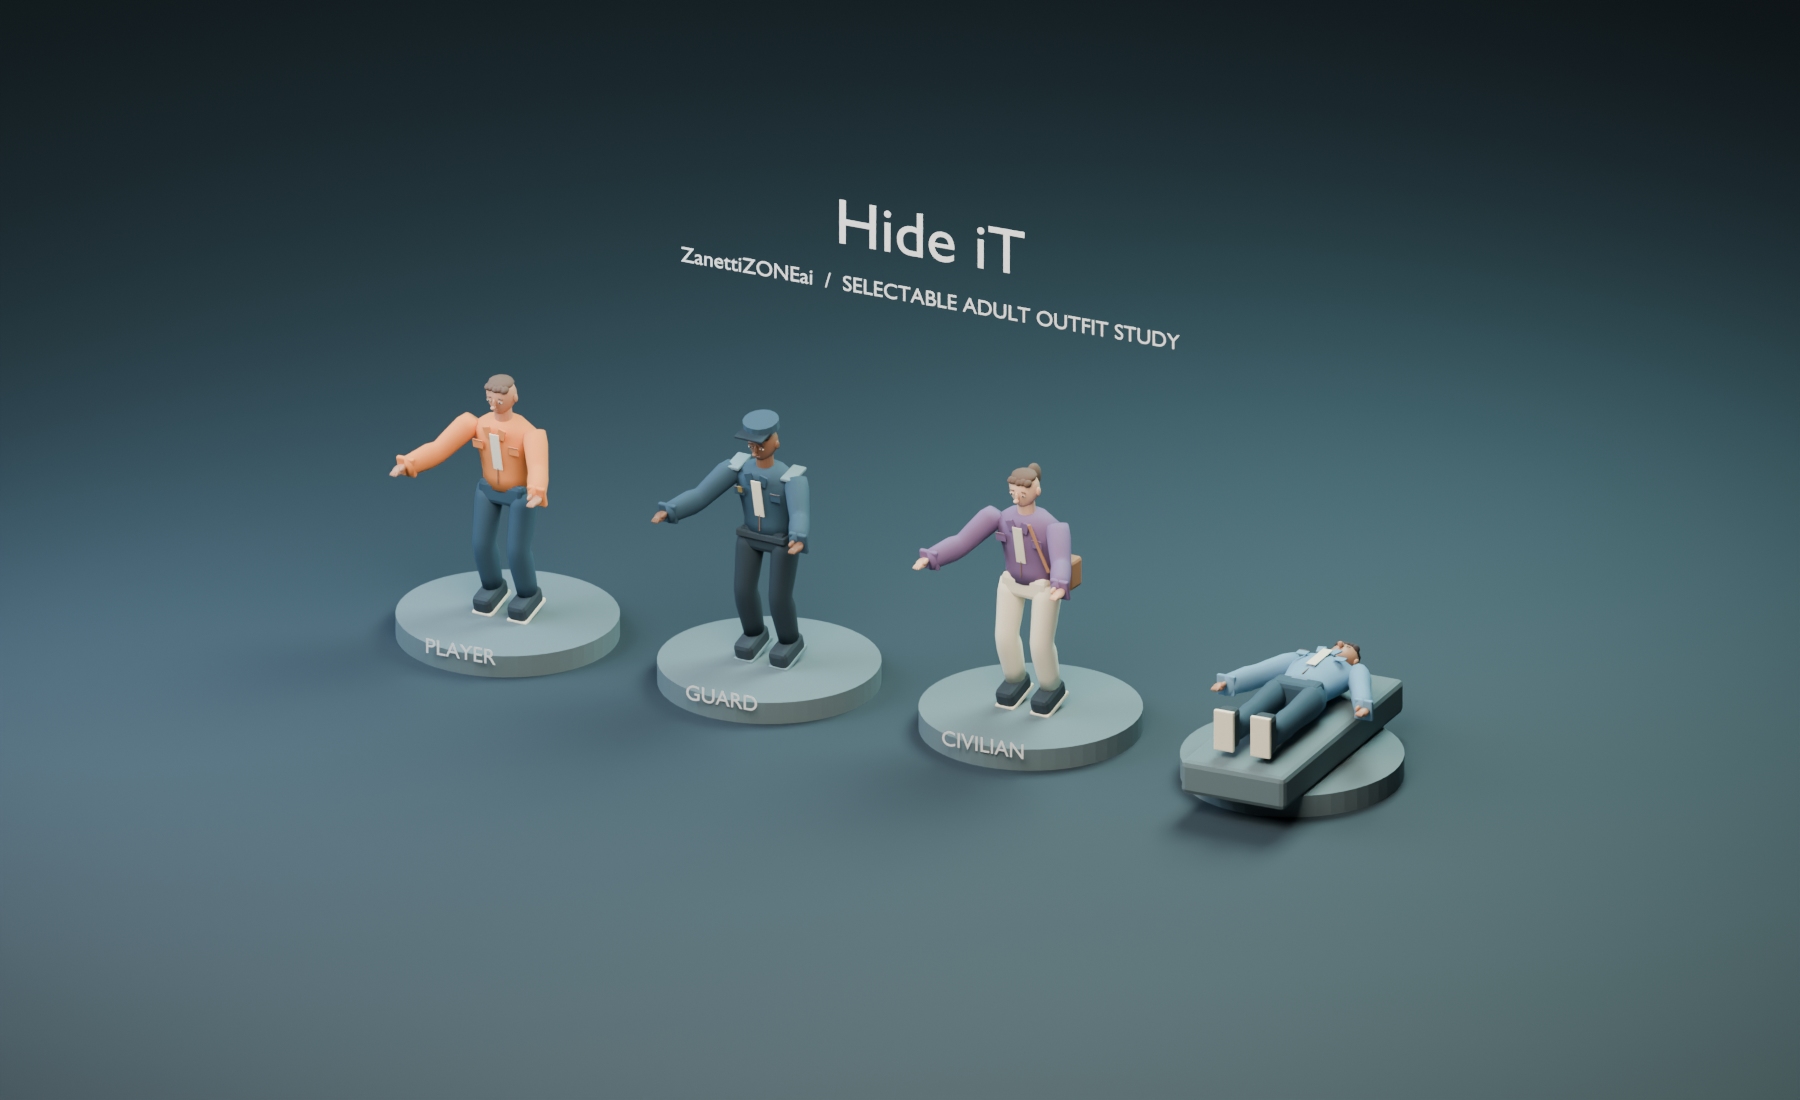 Hide iT
ZanettiZONEai / SELECTABLE ADULT OUTFIT STUDY
PLAYER
GUARD
CIVILIAN